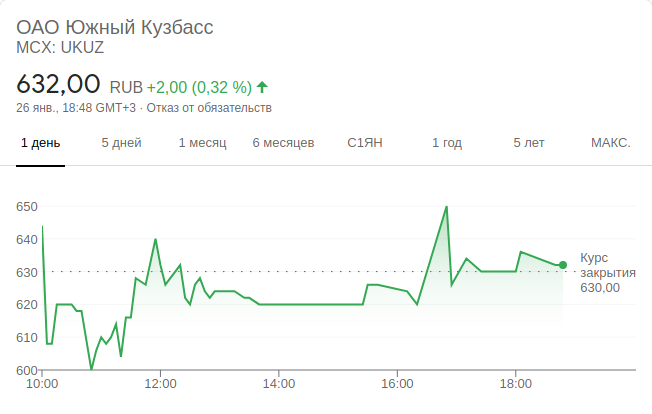 ОАО Южный Кузбасс
MCX: UKUZ
632,00 RUB +2,00 (0,32 %)
26 янв., 18:48 GMT+3 · Отказ от обязательств
1 день 5 дней 1 месяц 6 месяцев С1ЯН 1 год 5 лет МАКС.
650
640
630
620
610
600
Курс
закрытия
630,00
10:00 12:00 14:00 16:00 18:00